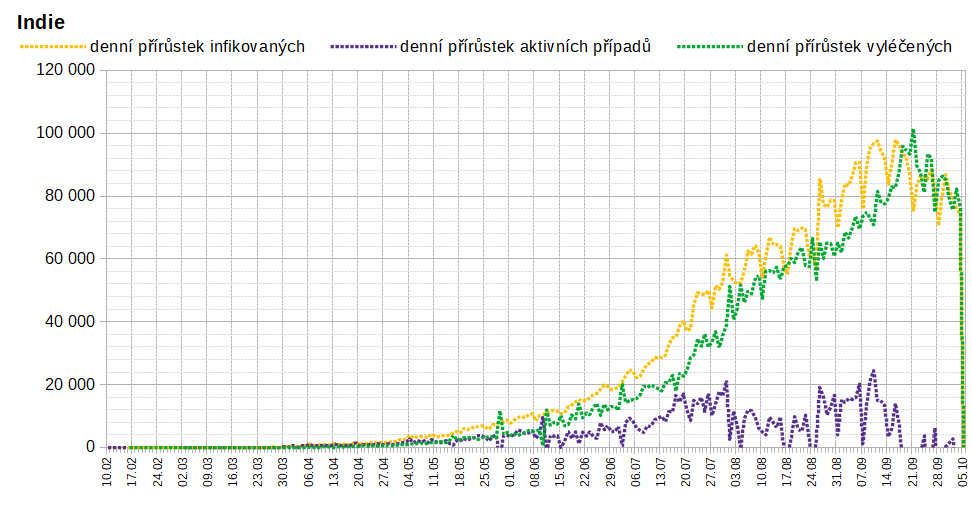 Indie
denní přírůstek infikovaných denní přírůstek aktivních případů denní přírůstek vyléčených
120 000
100 000
80 000
60 000
40 000
20 000
0
10.02 17.02 24.02 02.03 09.03 16.03 23.03 30.03 06.04 13.04 20.04 27.04 04.05 11.05 18.05 25.05 01.06 08.06 15.06 22.06 29.06 06.07 13.07 20.07 27.07 03.08 10.08 17.08 24.08 31.08 07.09 14.09 21.09 28.09 05.10